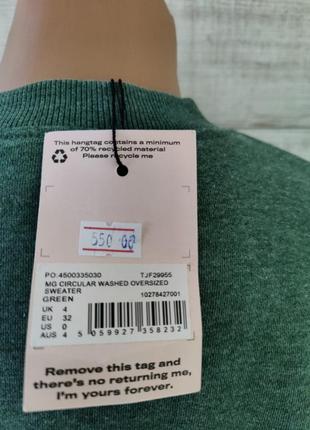 This hangtag contains a minimum
of 70% recycled material
Please recycle me
550 00
PO:4500335030 TJF29955
MG CIRCULAR WASHED OVERSIZED
SWEATER
GREEN 10278427001
UK 4
EU 32
US 0
AUS 4
5 059927 358232
Remove this tag and
there's no returning me,
I'm yours forever.